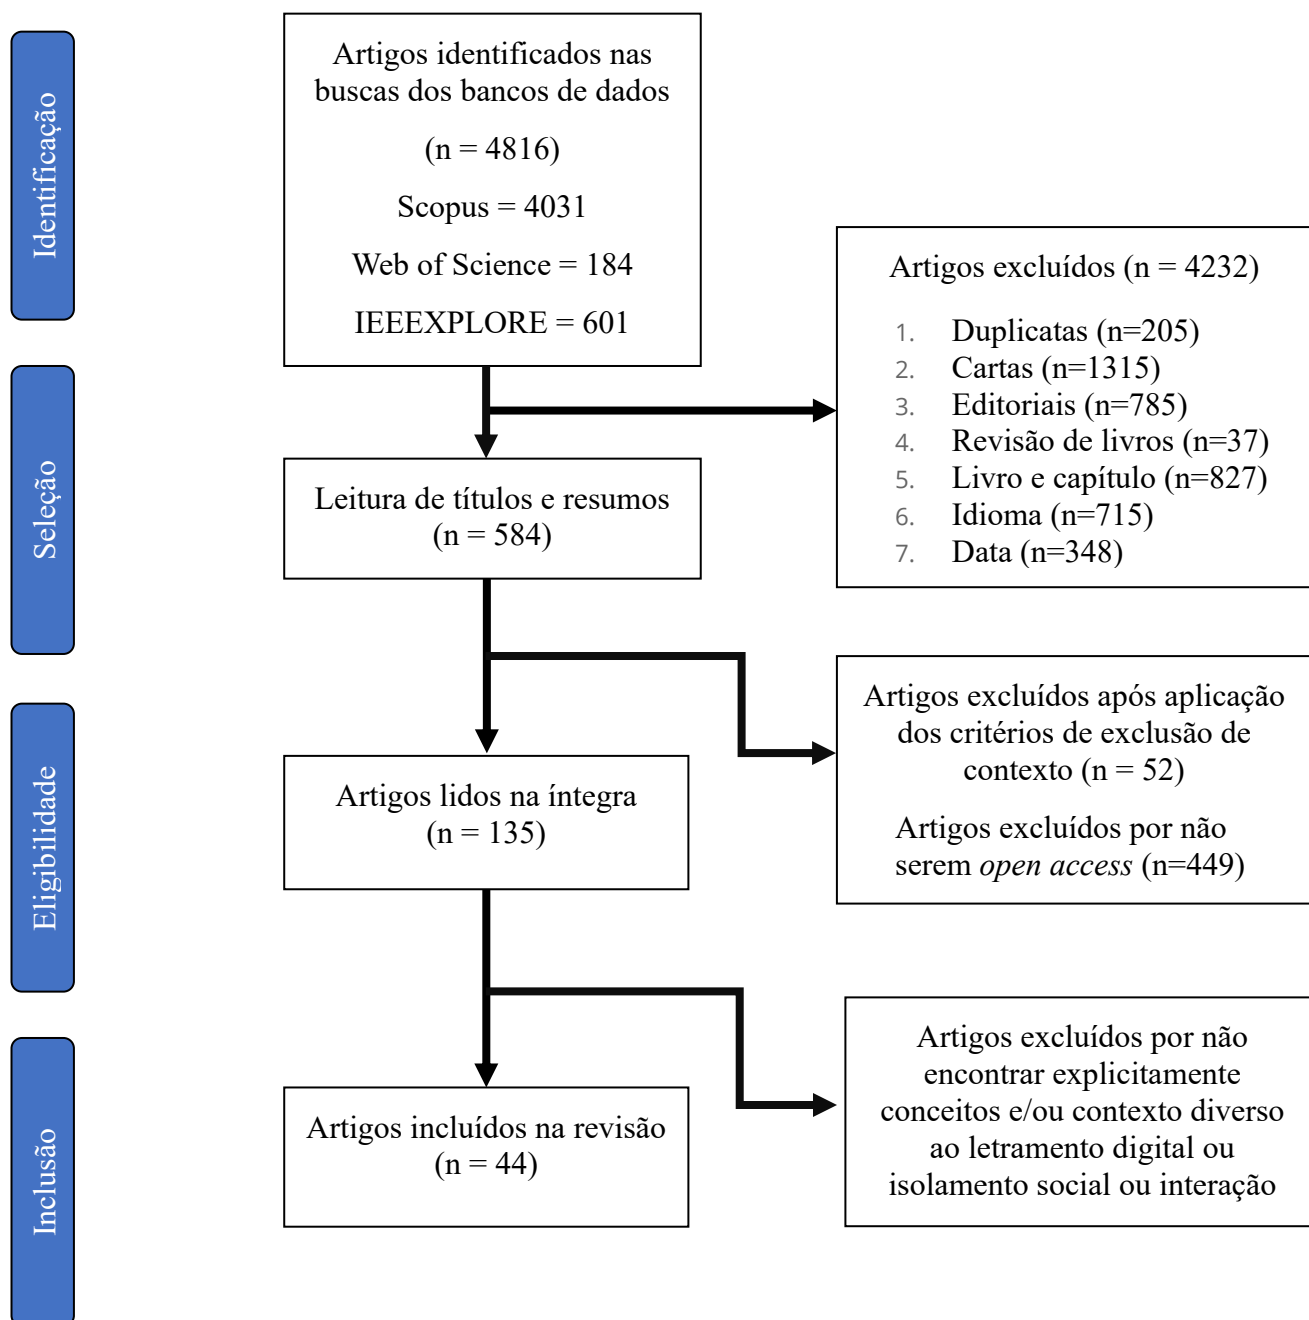 Identificação
Artigos identificados nas
buscas dos bancos de dados
(n = 4816)
Scopus = 4031
Web of Science = 184
IEEEXPLORE = 601
Artigos excluídos (n = 4232)
1. Duplicatas (n=205)
2. Cartas (n=1315)
3. Editoriais (n=785)
4. Revisão de livros (n=37)
5. Livro e capítulo (n=827)
6. Idioma (n=715)
7. Data (n=348)
Seleção
Leitura de títulos e resumos
(n = 584)
Artigos excluídos após aplicação
dos critérios de exclusão de
contexto (n = 52)
Artigos excluídos por não
serem open access (n=449)
Eligibilidade
Artigos lidos na íntegra
(n = 135)
Artigos excluídos por não
encontrar explicitamente
conceitos e/ou contexto diverso
ao letramento digital ou
isolamento social ou interação
Inclusão
Artigos incluídos na revisão
(n = 44)